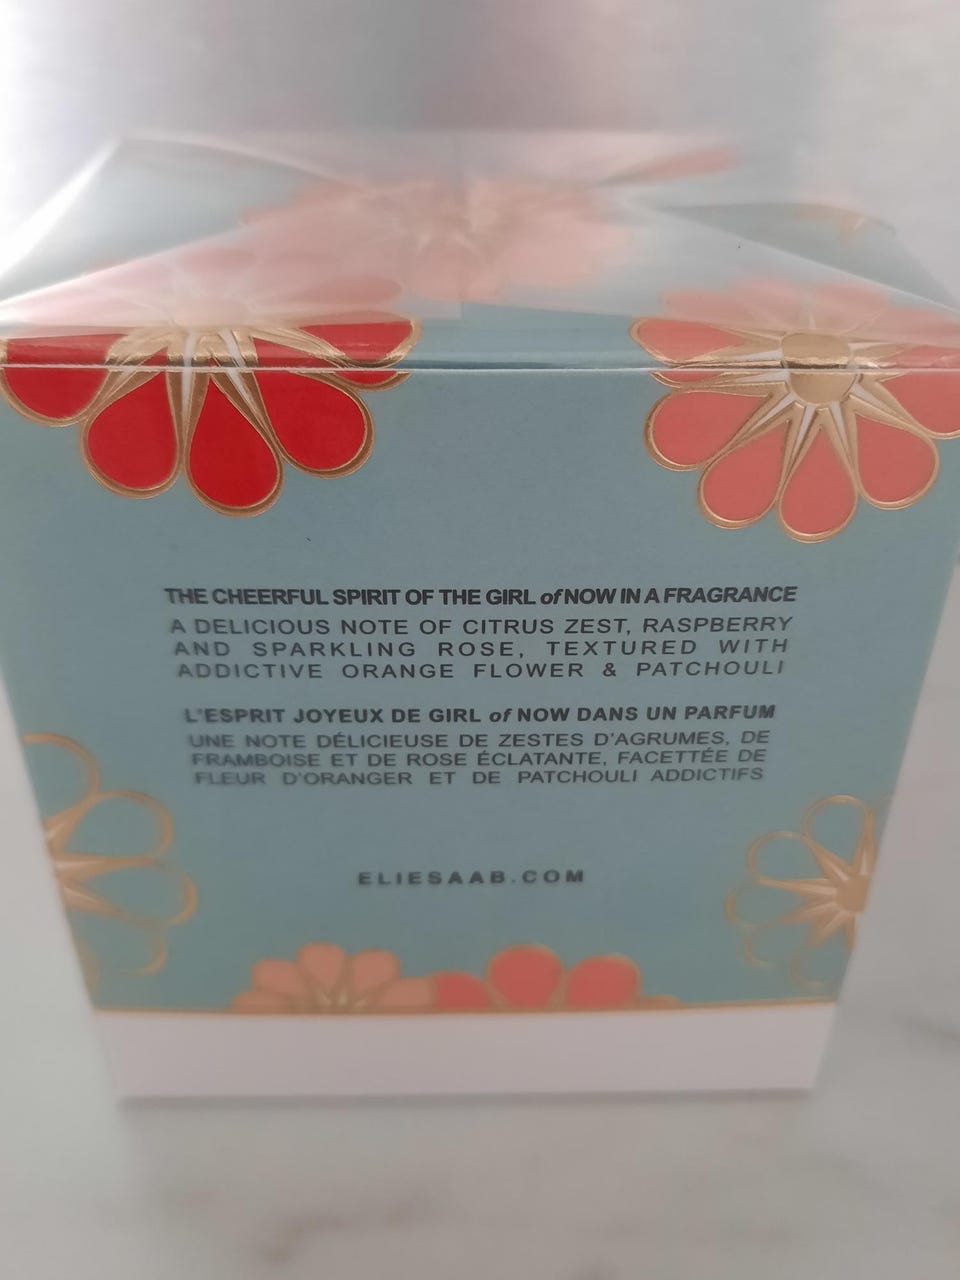 THE CHEERFUL SPIRIT OF THE GIRL of NOW IN A FRAGRANCE
A DELICIOUS NOTE OF CITRUS ZEST, RASPBERRY
AND SPARKLING ROSE, TEXTURED WITH
ADDICTIVE ORANGE FLOWER & PATCHOULI
L'ESPRIT JOYEUX DE GIRL of NOW DANS UN PARFUM
UNE NOTE DÉLICIEUSE DE ZESTES D'AGRUMES, DE
FRAMBOISE ET DE ROSE ÉCLATANTE, FACETTÉE DE
FLEUR D'ORANGER ET DE PATCHOULI ADDICTIFS
ELIESAAB.COM